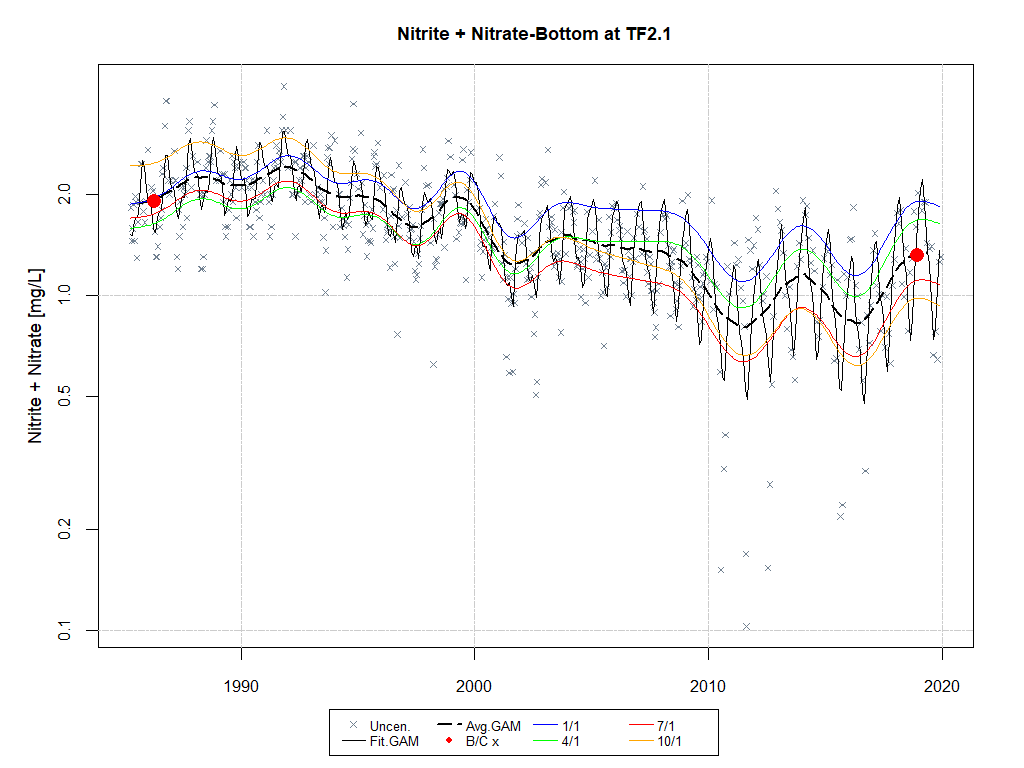 Nitrite + Nitrate-Bottom at TF2.1
Nitrite + Nitrate [mg/L]
2.0
1.0
0.5
0.2
0.1
1990 2000 2010 2020
Uncen. Avg.GAM 1/1 7/1
Fit.GAM B/C x 4/1 10/1